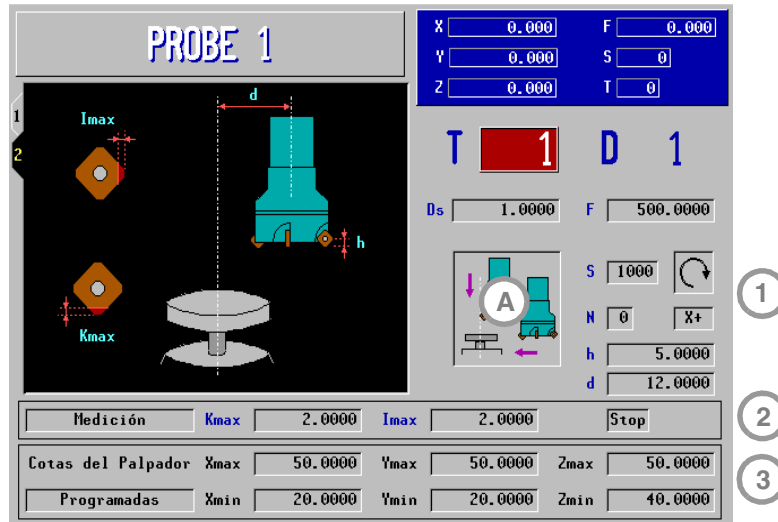 PROBE 1
X 0.000 F 0.000
Y 0.000 S 0
Z 0.000 T 0
1
2
d
Imax
h
Kmax
T 1 D 1
Ds 1.0000 F 500.0000
A
S 1000
N 0 X+
h 5.0000
d 12.0000
1
Medición Kmax 2.0000 Imax 2.0000 Stop
2
Cotas del Palpador Xmax 50.0000 Ymax 50.0000 Zmax 50.0000
Programadas Xmin 20.0000 Ymin 20.0000 Zmin 40.0000
3